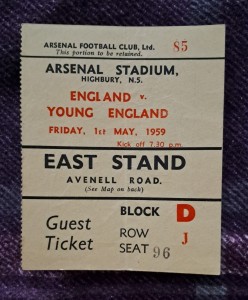 ARSENAL FOOTBALL CLUB, Ltd. 85
This portion to be retained.
ARSENAL STADIUM,
HIGHBURY, N.5.
ENGLAND v.
YOUNG ENGLAND
FRIDAY, 1st MAY, 1959
Kick off 7.30 p.m.
EAST STAND
AVENELL ROAD.
(See Map on back)
Guest Ticket
BLOCK D
ROW J
SEAT 96